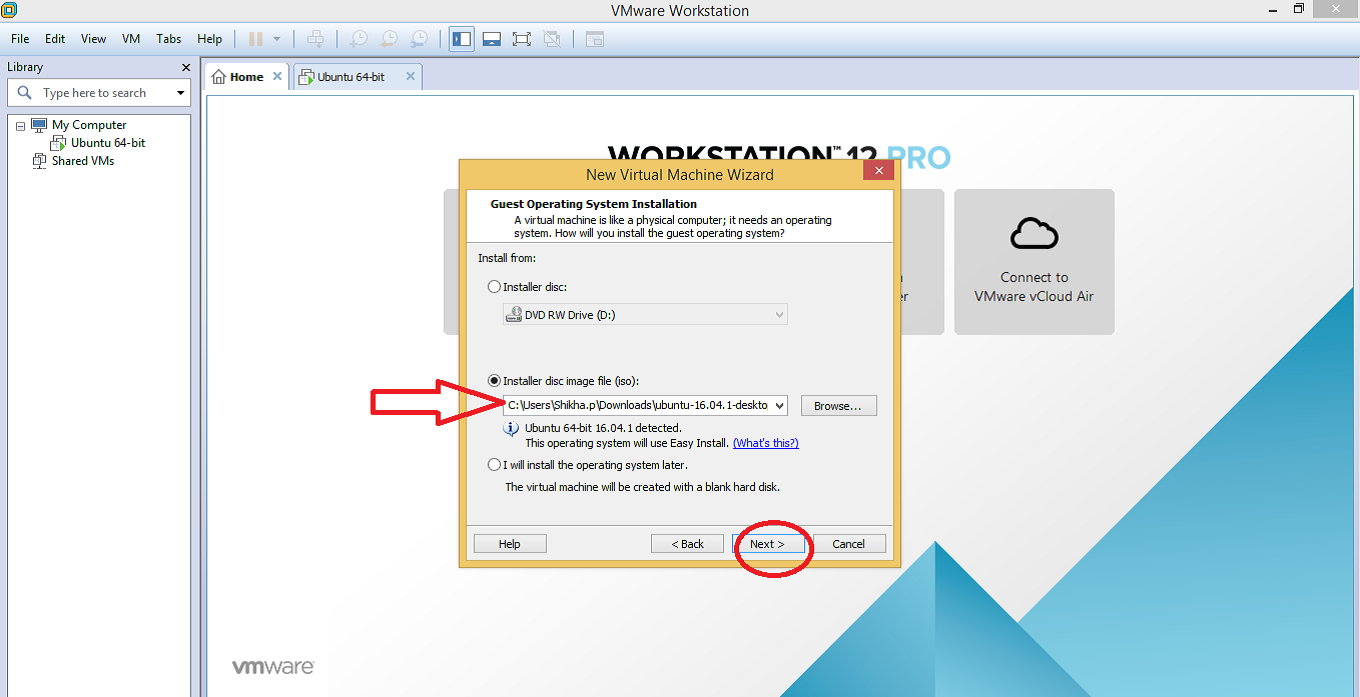 VMware Workstation
File Edit View VM Tabs Help
Library
Type here to search
My Computer
Ubuntu 64-bit
Shared VMs
Home
Ubuntu 64-bit
WORKSTATION™ 12 PRO
New Virtual Machine Wizard
Guest Operating System Installation
A virtual machine is like a physical computer; it needs an operating
system. How will you install the guest operating system?
Install from:
Installer disc:
DVD RW Drive (D:)
Installer disc image file (iso):
C:\Users\Shikha.p\Downloads\ubuntu-16.04.1-deskto
Browse...
Ubuntu 64-bit 16.04.1 detected.
This operating system will use Easy Install. (What's this?)
I will install the operating system later.
The virtual machine will be created with a blank hard disk.
Help
< Back
Next >
Cancel
Connect to
VMware vCloud Air
vmware